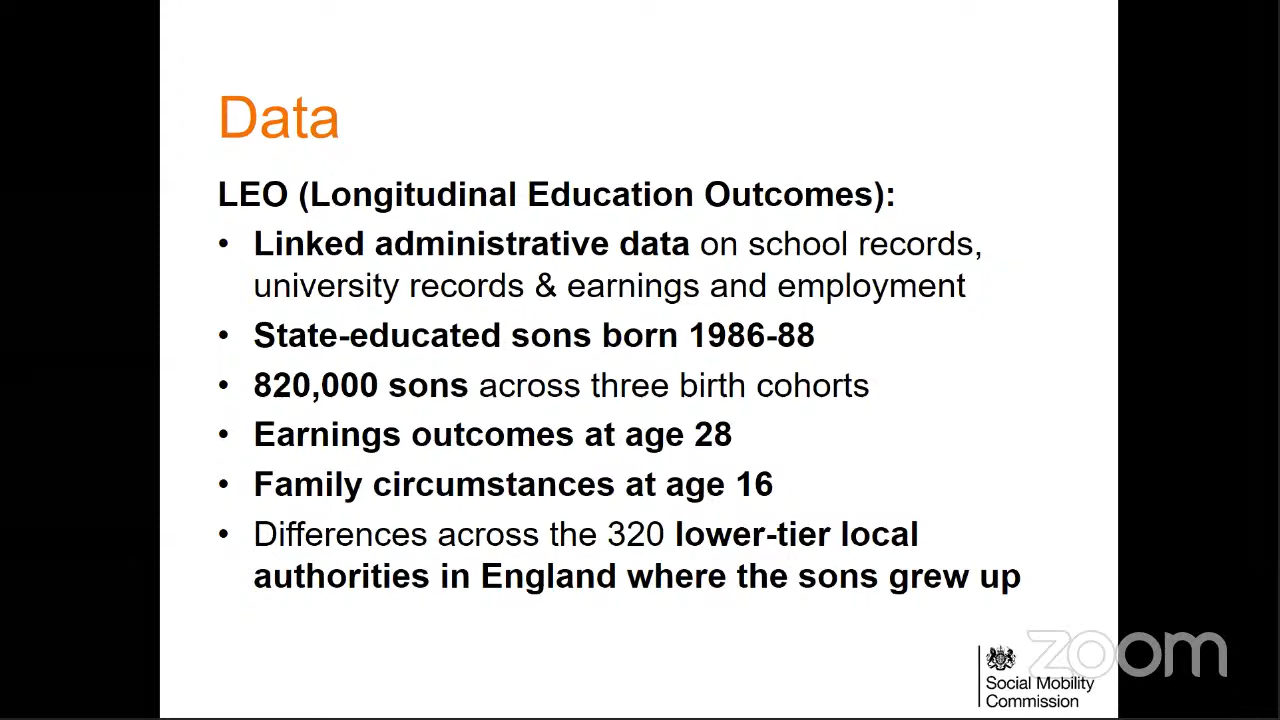 Data
LEO (Longitudinal Education Outcomes):
• Linked administrative data on school records,
university records & earnings and employment
• State-educated sons born 1986-88
• 820,000 sons across three birth cohorts
• Earnings outcomes at age 28
• Family circumstances at age 16
• Differences across the 320 lower-tier local
authorities in England where the sons grew up
zoom
Social Mobility
Commission